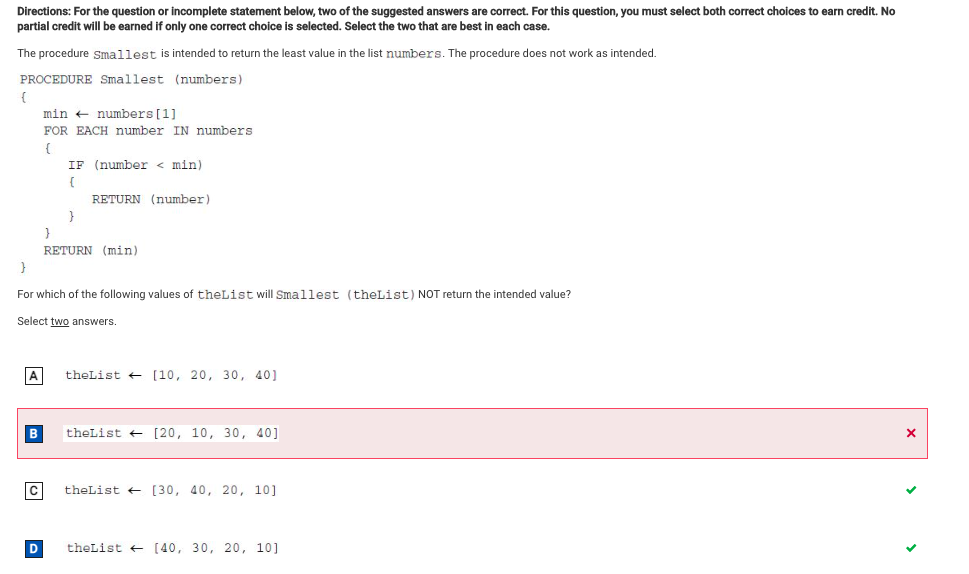 Directions: For the question or incomplete statement below, two of the suggested answers are correct. For this question, you must select both correct choices to earn credit. No
partial credit will be earned if only one correct choice is selected. Select the two that are best in each case.
The procedure Smallest is intended to return the least value in the list numbers. The procedure does not work as intended.
PROCEDURE Smallest (numbers)
{
min ← numbers[1]
FOR EACH number IN numbers
{
IF (number < min)
{
RETURN (number)
}
}
RETURN (min)
}
For which of the following values of theList will Smallest (theList) NOT return the intended value?
Select two answers.
A theList ← [10, 20, 30, 40]
B theList ← [20, 10, 30, 40]
C theList ← [30, 40, 20, 10]
D theList ← [40, 30, 20, 10]